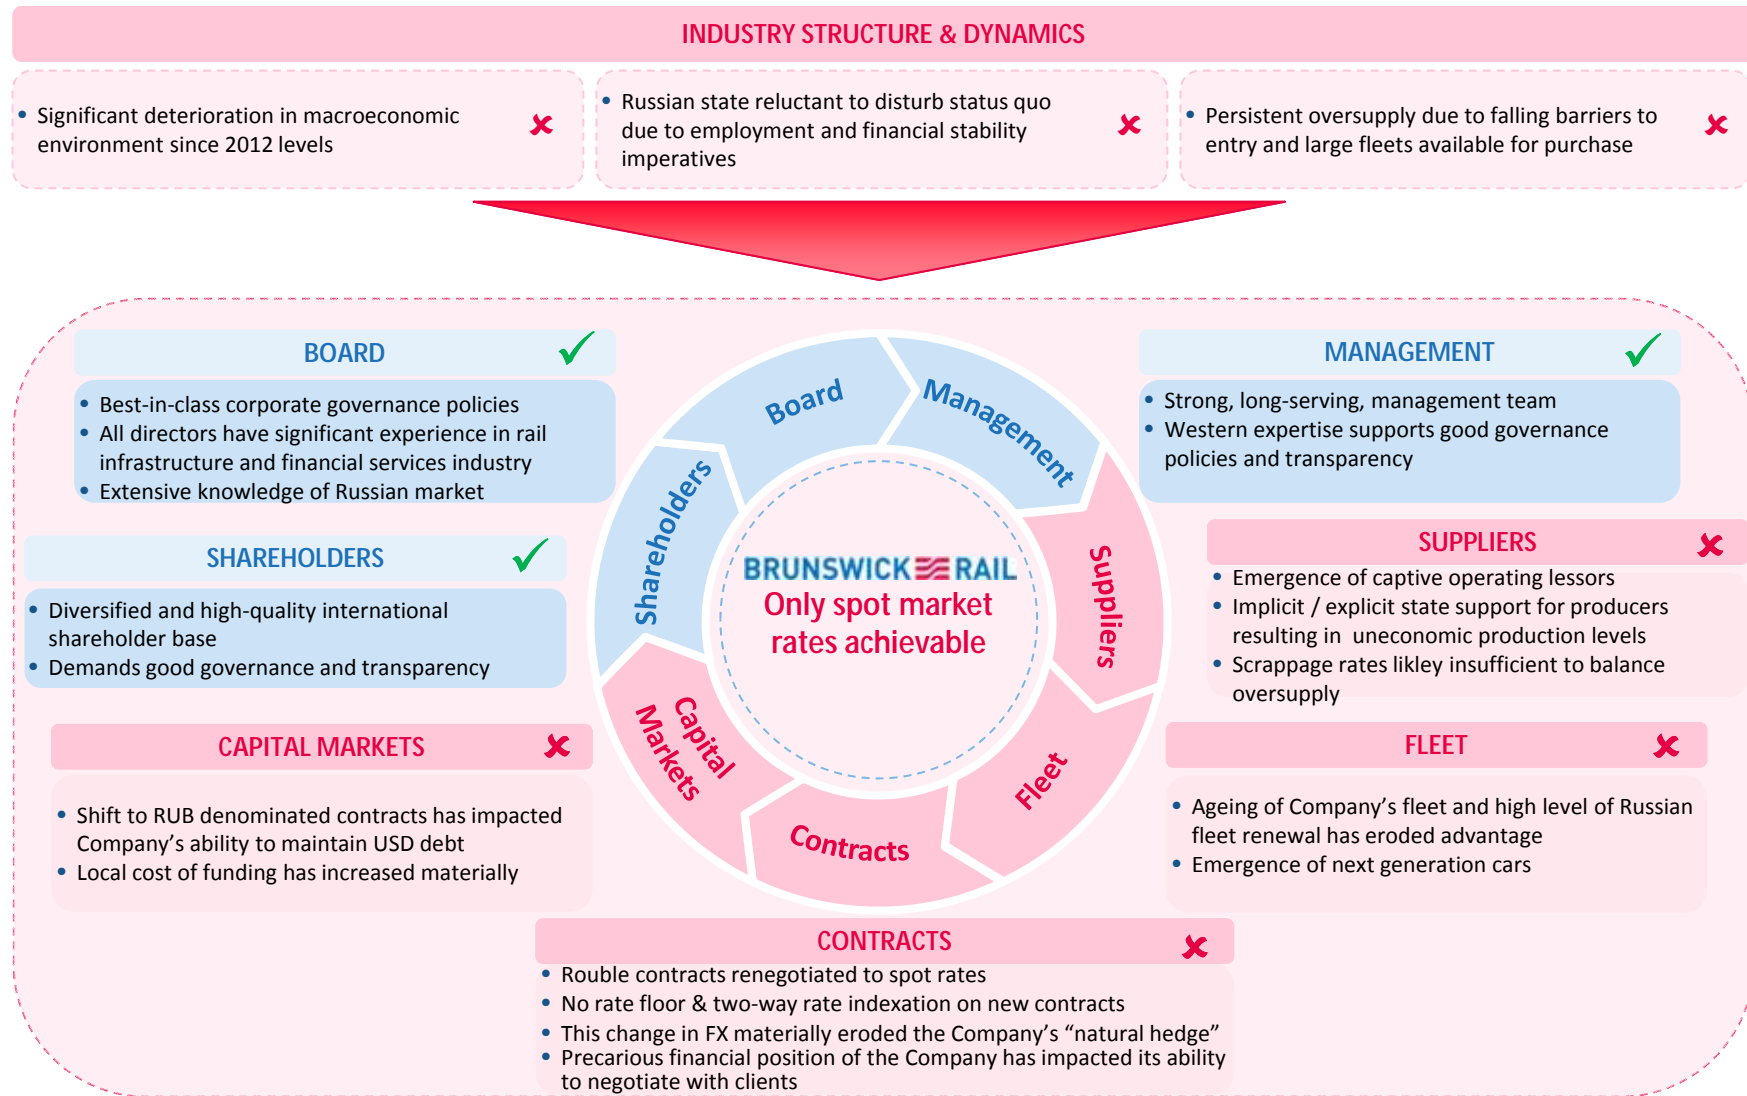 INDUSTRY STRUCTURE & DYNAMICS
• Significant deterioration in macroeconomic
environment since 2012 levels
• Russian state reluctant to disturb status quo
due to employment and financial stability
imperatives
• Persistent oversupply due to falling barriers to
entry and large fleets available for purchase
BOARD
• Best-in-class corporate governance policies
• All directors have significant experience in rail
infrastructure and financial services industry
• Extensive knowledge of Russian market
MANAGEMENT
• Strong, long-serving, management team
• Western expertise supports good governance
policies and transparency
SHAREHOLDERS
• Diversified and high-quality international
shareholder base
• Demands good governance and transparency
SUPPLIERS
• Emergence of captive operating lessors
• Implicit / explicit state support for producers
resulting in  uneconomic production levels
• Scrappage rates likley insufficient to balance
oversupply
CAPITAL MARKETS
• Shift to RUB denominated contracts has impacted
Company’s ability to maintain USD debt
• Local cost of funding has increased materially
FLEET
• Ageing of Company’s fleet and high level of Russian
fleet renewal has eroded advantage
• Emergence of next generation cars
CONTRACTS
• Rouble contracts renegotiated to spot rates
• No rate floor & two-way rate indexation on new contracts
• This change in FX materially eroded the Company’s “natural hedge”
• Precarious financial position of the Company has impacted its ability
to negotiate with clients
Board
Management
Suppliers
Fleet
Contracts
Capital
Markets
Shareholders
BRUNSWICK RAIL
Only spot market
rates achievable